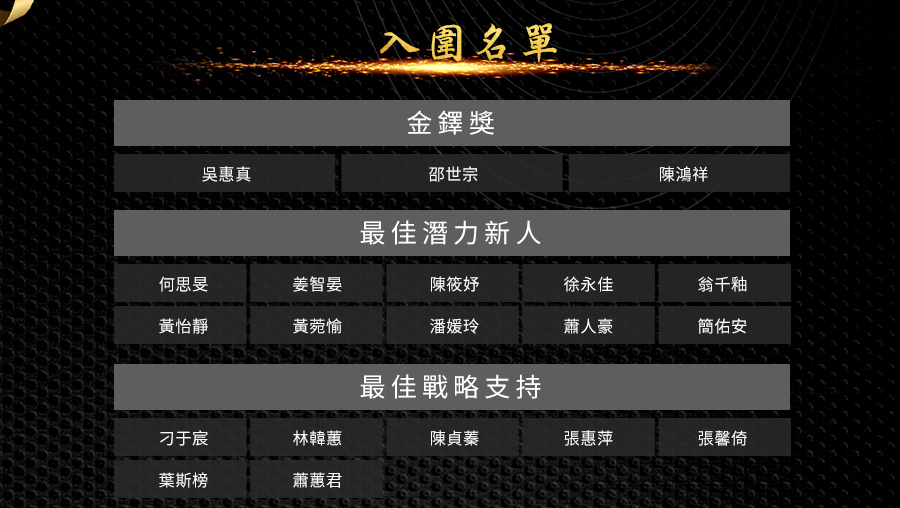 入圍名單
金鐸獎
吳惠真 邵世宗 陳鴻祥
最佳潛力新人
何思旻 姜智晏 陳筱妤 徐永佳 翁千釉
黃怡靜 黃菀愉 潘媛玲 蕭人豪 簡佑安
最佳戰略支持
刁于宸 林韓蕙 陳貞蓁 張惠萍 張馨倚
葉斯榜 蕭蕙君